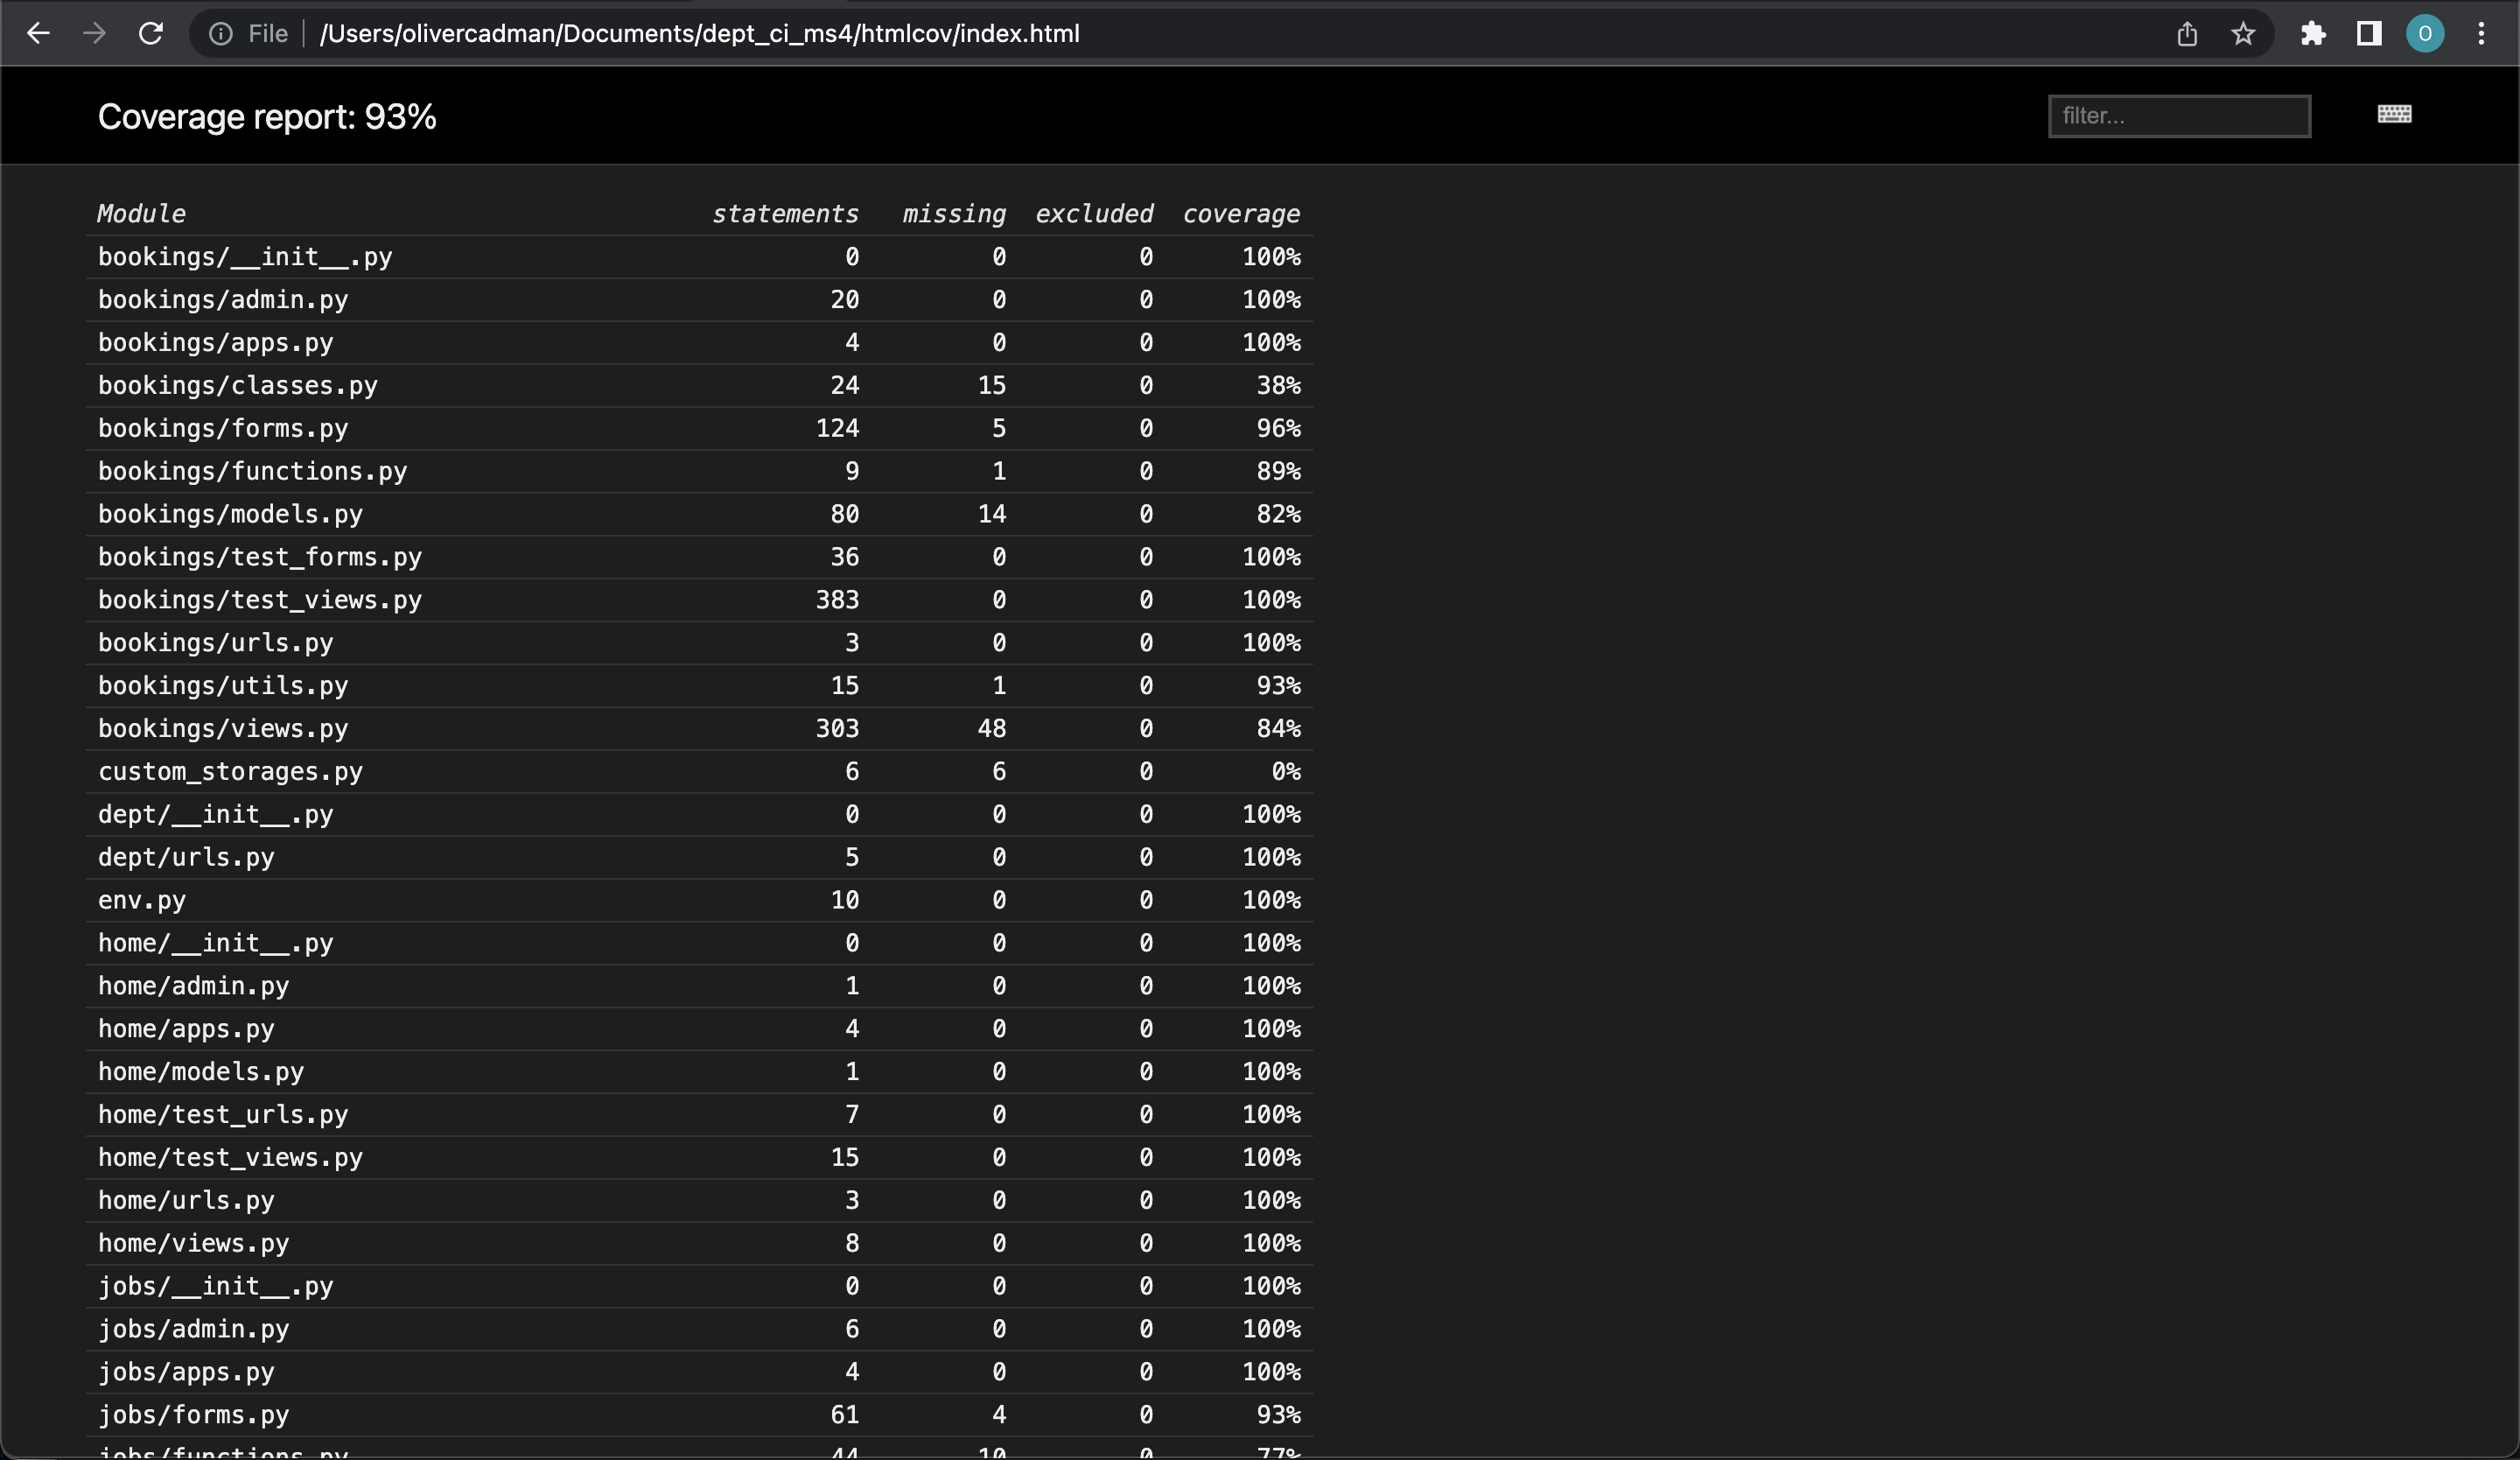 File /Users/olivercadman/Documents/dept_ci_ms4/htmlcov/index.html O
Coverage report: 93% filter...
Module statements missing excluded coverage
bookings/__init__.py 0 0 0 100%
bookings/admin.py 20 0 0 100%
bookings/apps.py 4 0 0 100%
bookings/classes.py 24 15 0 38%
bookings/forms.py 124 5 0 96%
bookings/functions.py 9 1 0 89%
bookings/models.py 80 14 0 82%
bookings/test_forms.py 36 0 0 100%
bookings/test_views.py 383 0 0 100%
bookings/urls.py 3 0 0 100%
bookings/utils.py 15 1 0 93%
bookings/views.py 303 48 0 84%
custom_storages.py 6 6 0 0%
dept/__init__.py 0 0 0 100%
dept/urls.py 5 0 0 100%
env.py 10 0 0 100%
home/__init__.py 0 0 0 100%
home/admin.py 1 0 0 100%
home/apps.py 4 0 0 100%
home/models.py 1 0 0 100%
home/test_urls.py 7 0 0 100%
home/test_views.py 15 0 0 100%
home/urls.py 3 0 0 100%
home/views.py 8 0 0 100%
jobs/__init__.py 0 0 0 100%
jobs/admin.py 6 0 0 100%
jobs/apps.py 4 0 0 100%
jobs/forms.py 61 4 0 93%
jobs/functions.py 44 10 0 77%